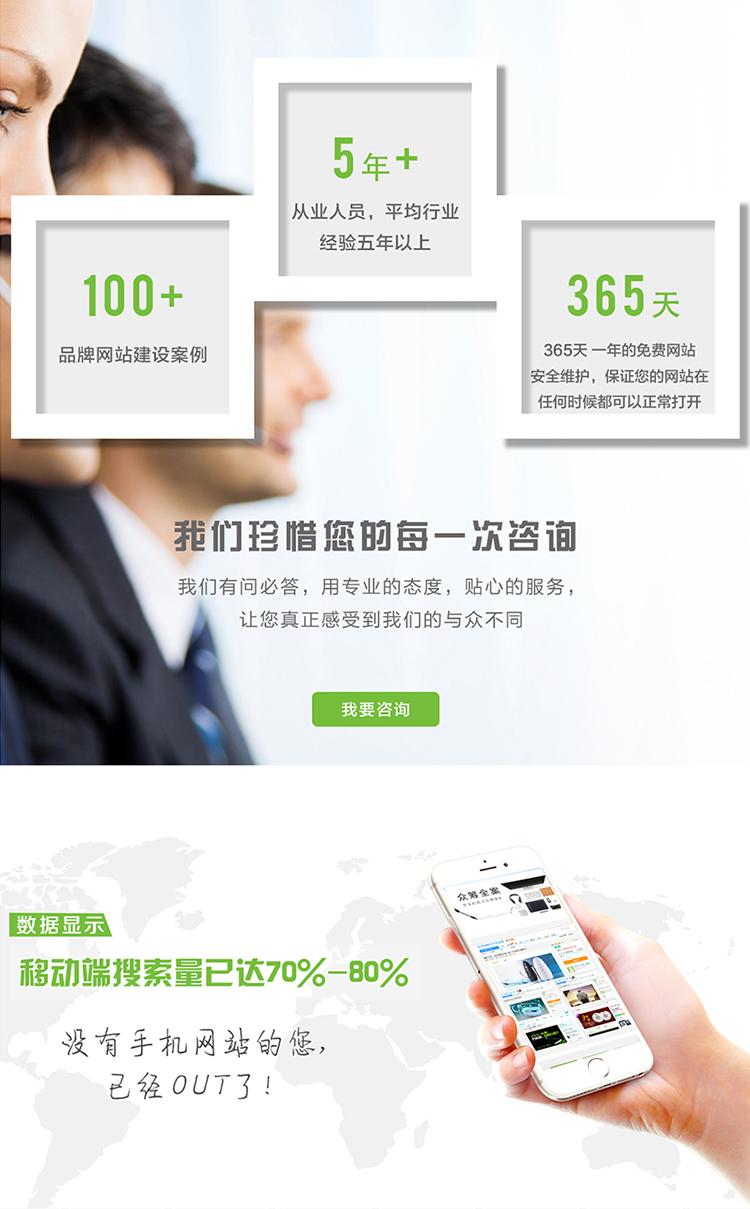 5年+
从业人员，平均行业
经验五年以上
100+
品牌网站建设案例
365天
365天 一年的免费网站
安全维护，保证您的网站在
任何时候都可以正常打开
我们珍惜您的每一次咨询
我们有问必答，用专业的态度，贴心的服务，
让您真正感受到我们的与众不同
我要咨询
众筹全案
数据显示
移动端搜索量已达70%-80%
没有手机网站的您，
已经OUT了！